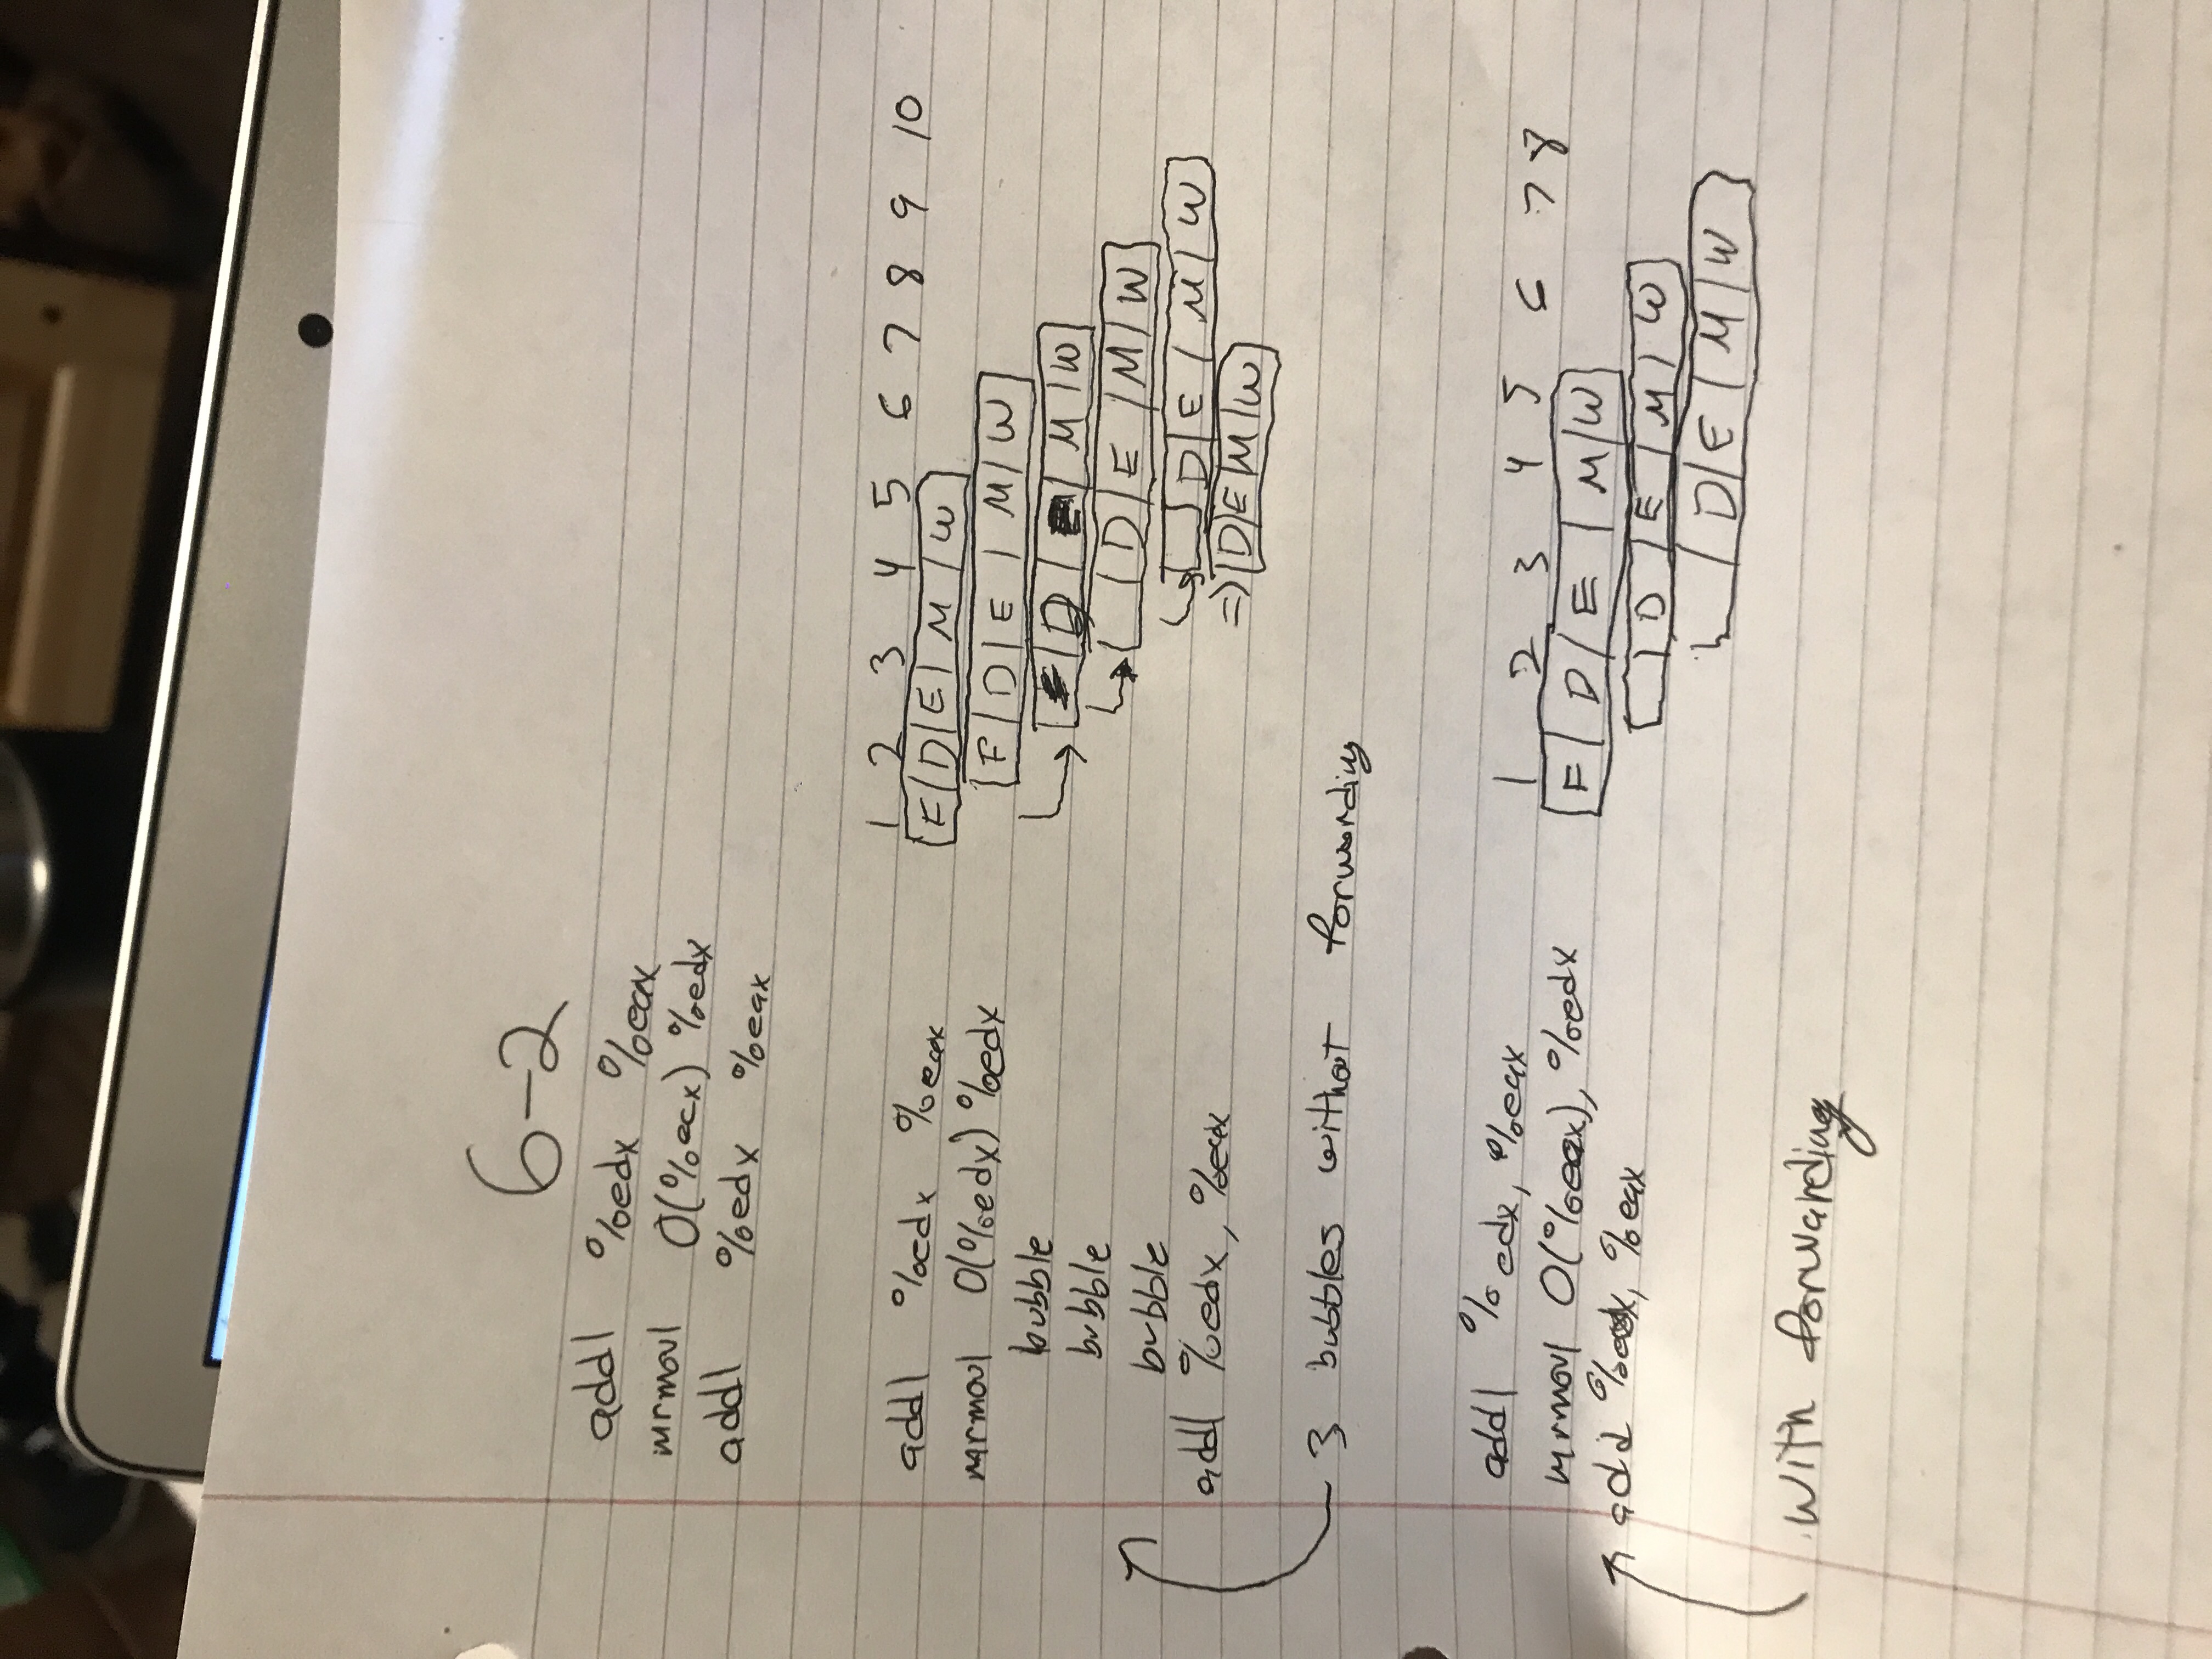 6-2
addl %edx %eax
mrmovl 0(%ecx) %edx
addl %edx %eax
1 2 3 4 5 6 7 8 9 10
addl %edx %eax F D E M W
mrmovl 0(%edx) %edx F D E M W
bubble D M W
bubble D E M W
bubble D E M W
addl %edx, %eax => D E M W
3 bubbles without forwarding
1 2 3 4 5 6 7 8
addl %edx, %eax F D E M W
mrmovl 0(%eax), %edx D E M W
add %eax D E M W
with forwarding